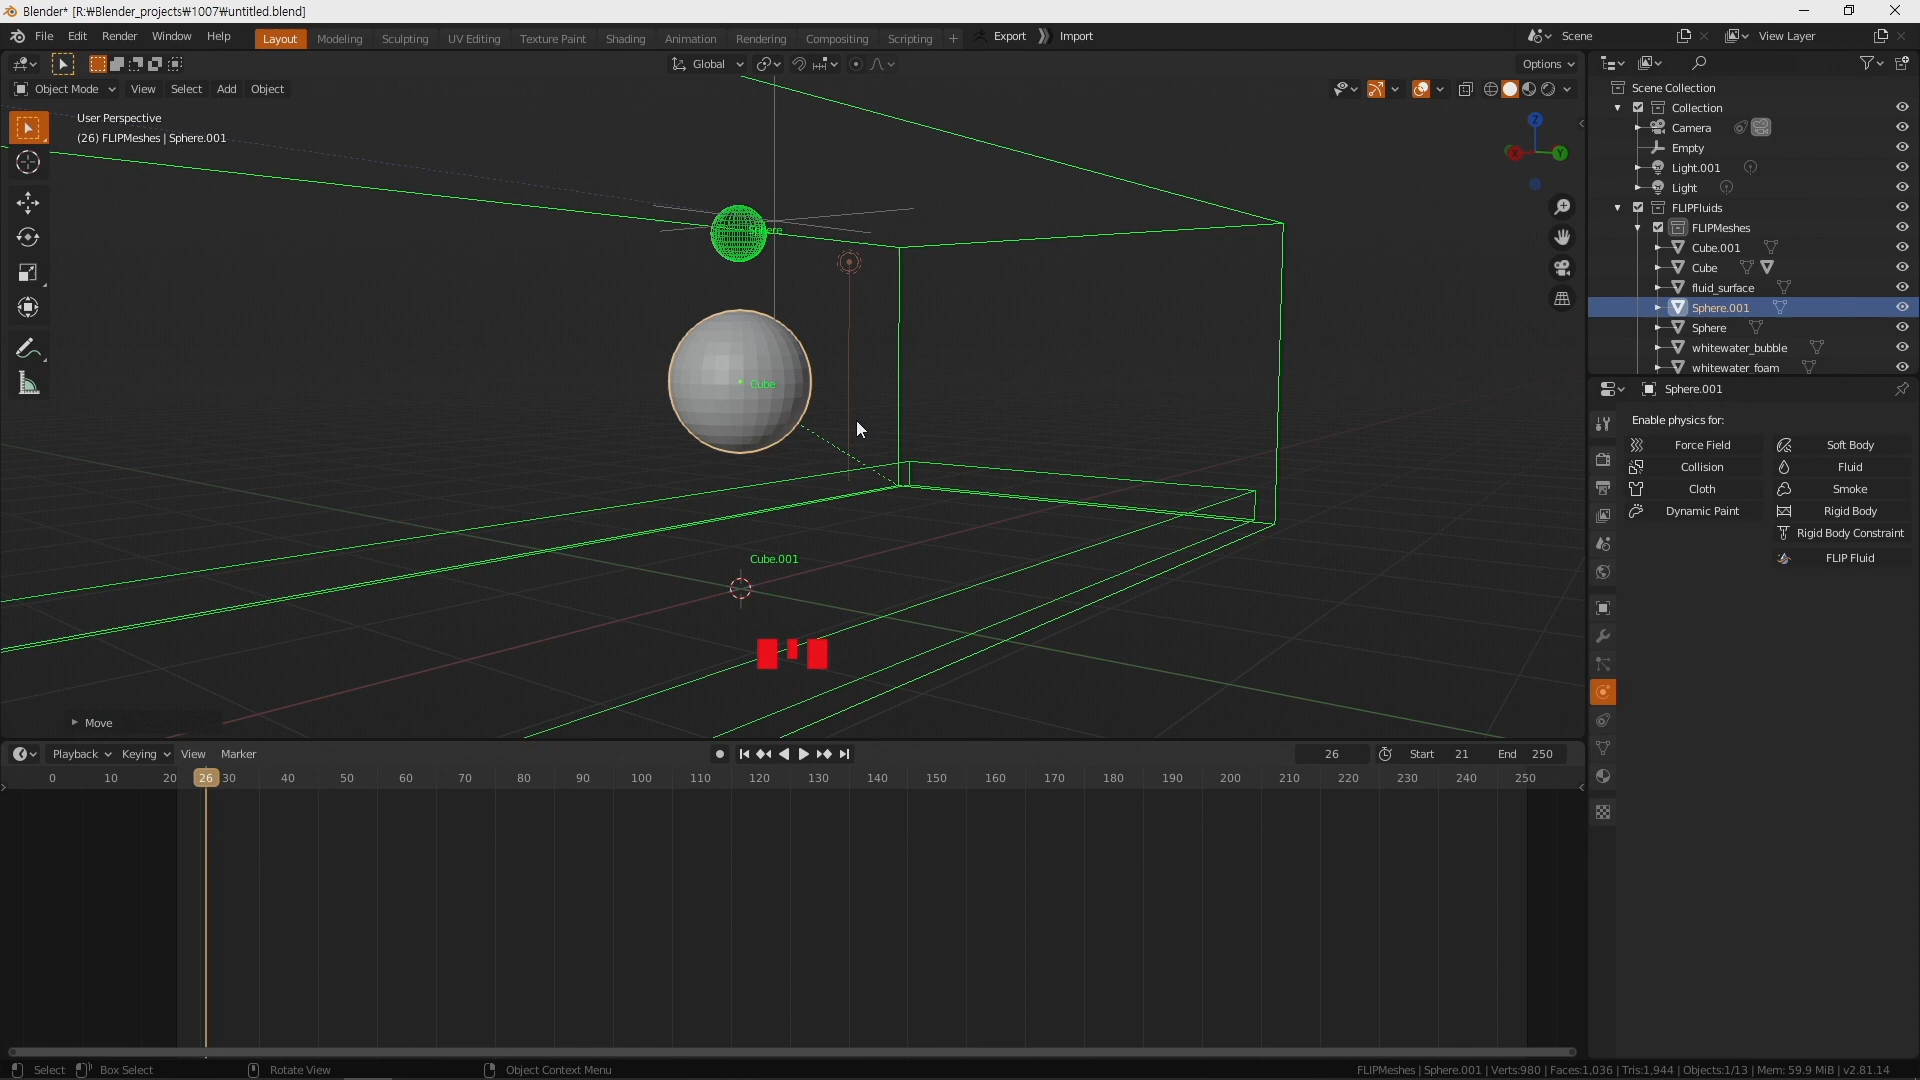 Blender* [R:₩Blender_projects₩1007₩untitled.blend]
File Edit Render Window Help Layout Modeling Sculpting UV Editing Texture Paint Shading Animation Rendering Compositing Scripting + Export Import Scene View Layer
Global Options
Object Mode View Select Add Object
User Perspective
(26) FLIPMeshes | Sphere.001
Z
X
Y
Sphere
Cube
Cube.001
Move
Scene Collection
Collection
Camera
Empty
Light.001
Light
FLIPFluids
FLIPMeshes
Cube.001
Cube
fluid_surface
Sphere.001
Sphere
whitewater_bubble
whitewater_foam
Sphere.001
Enable physics for:
Force Field Soft Body
Collision Fluid
Cloth Smoke
Dynamic Paint Rigid Body
Rigid Body Constraint
FLIP Fluid
Playback Keying View Marker 26 Start 21 End 250
0 10 20 26 30 40 50 60 70 80 90 100 110 120 130 140 150 160 170 180 190 200 210 220 230 240 250
Select Box Select Rotate View Object Context Menu FLIPMeshes | Sphere.001 | Verts:980 | Faces:1,036 | Tris:1,944 | Objects:1/13 | Mem: 59.9 MiB | v2.81.14